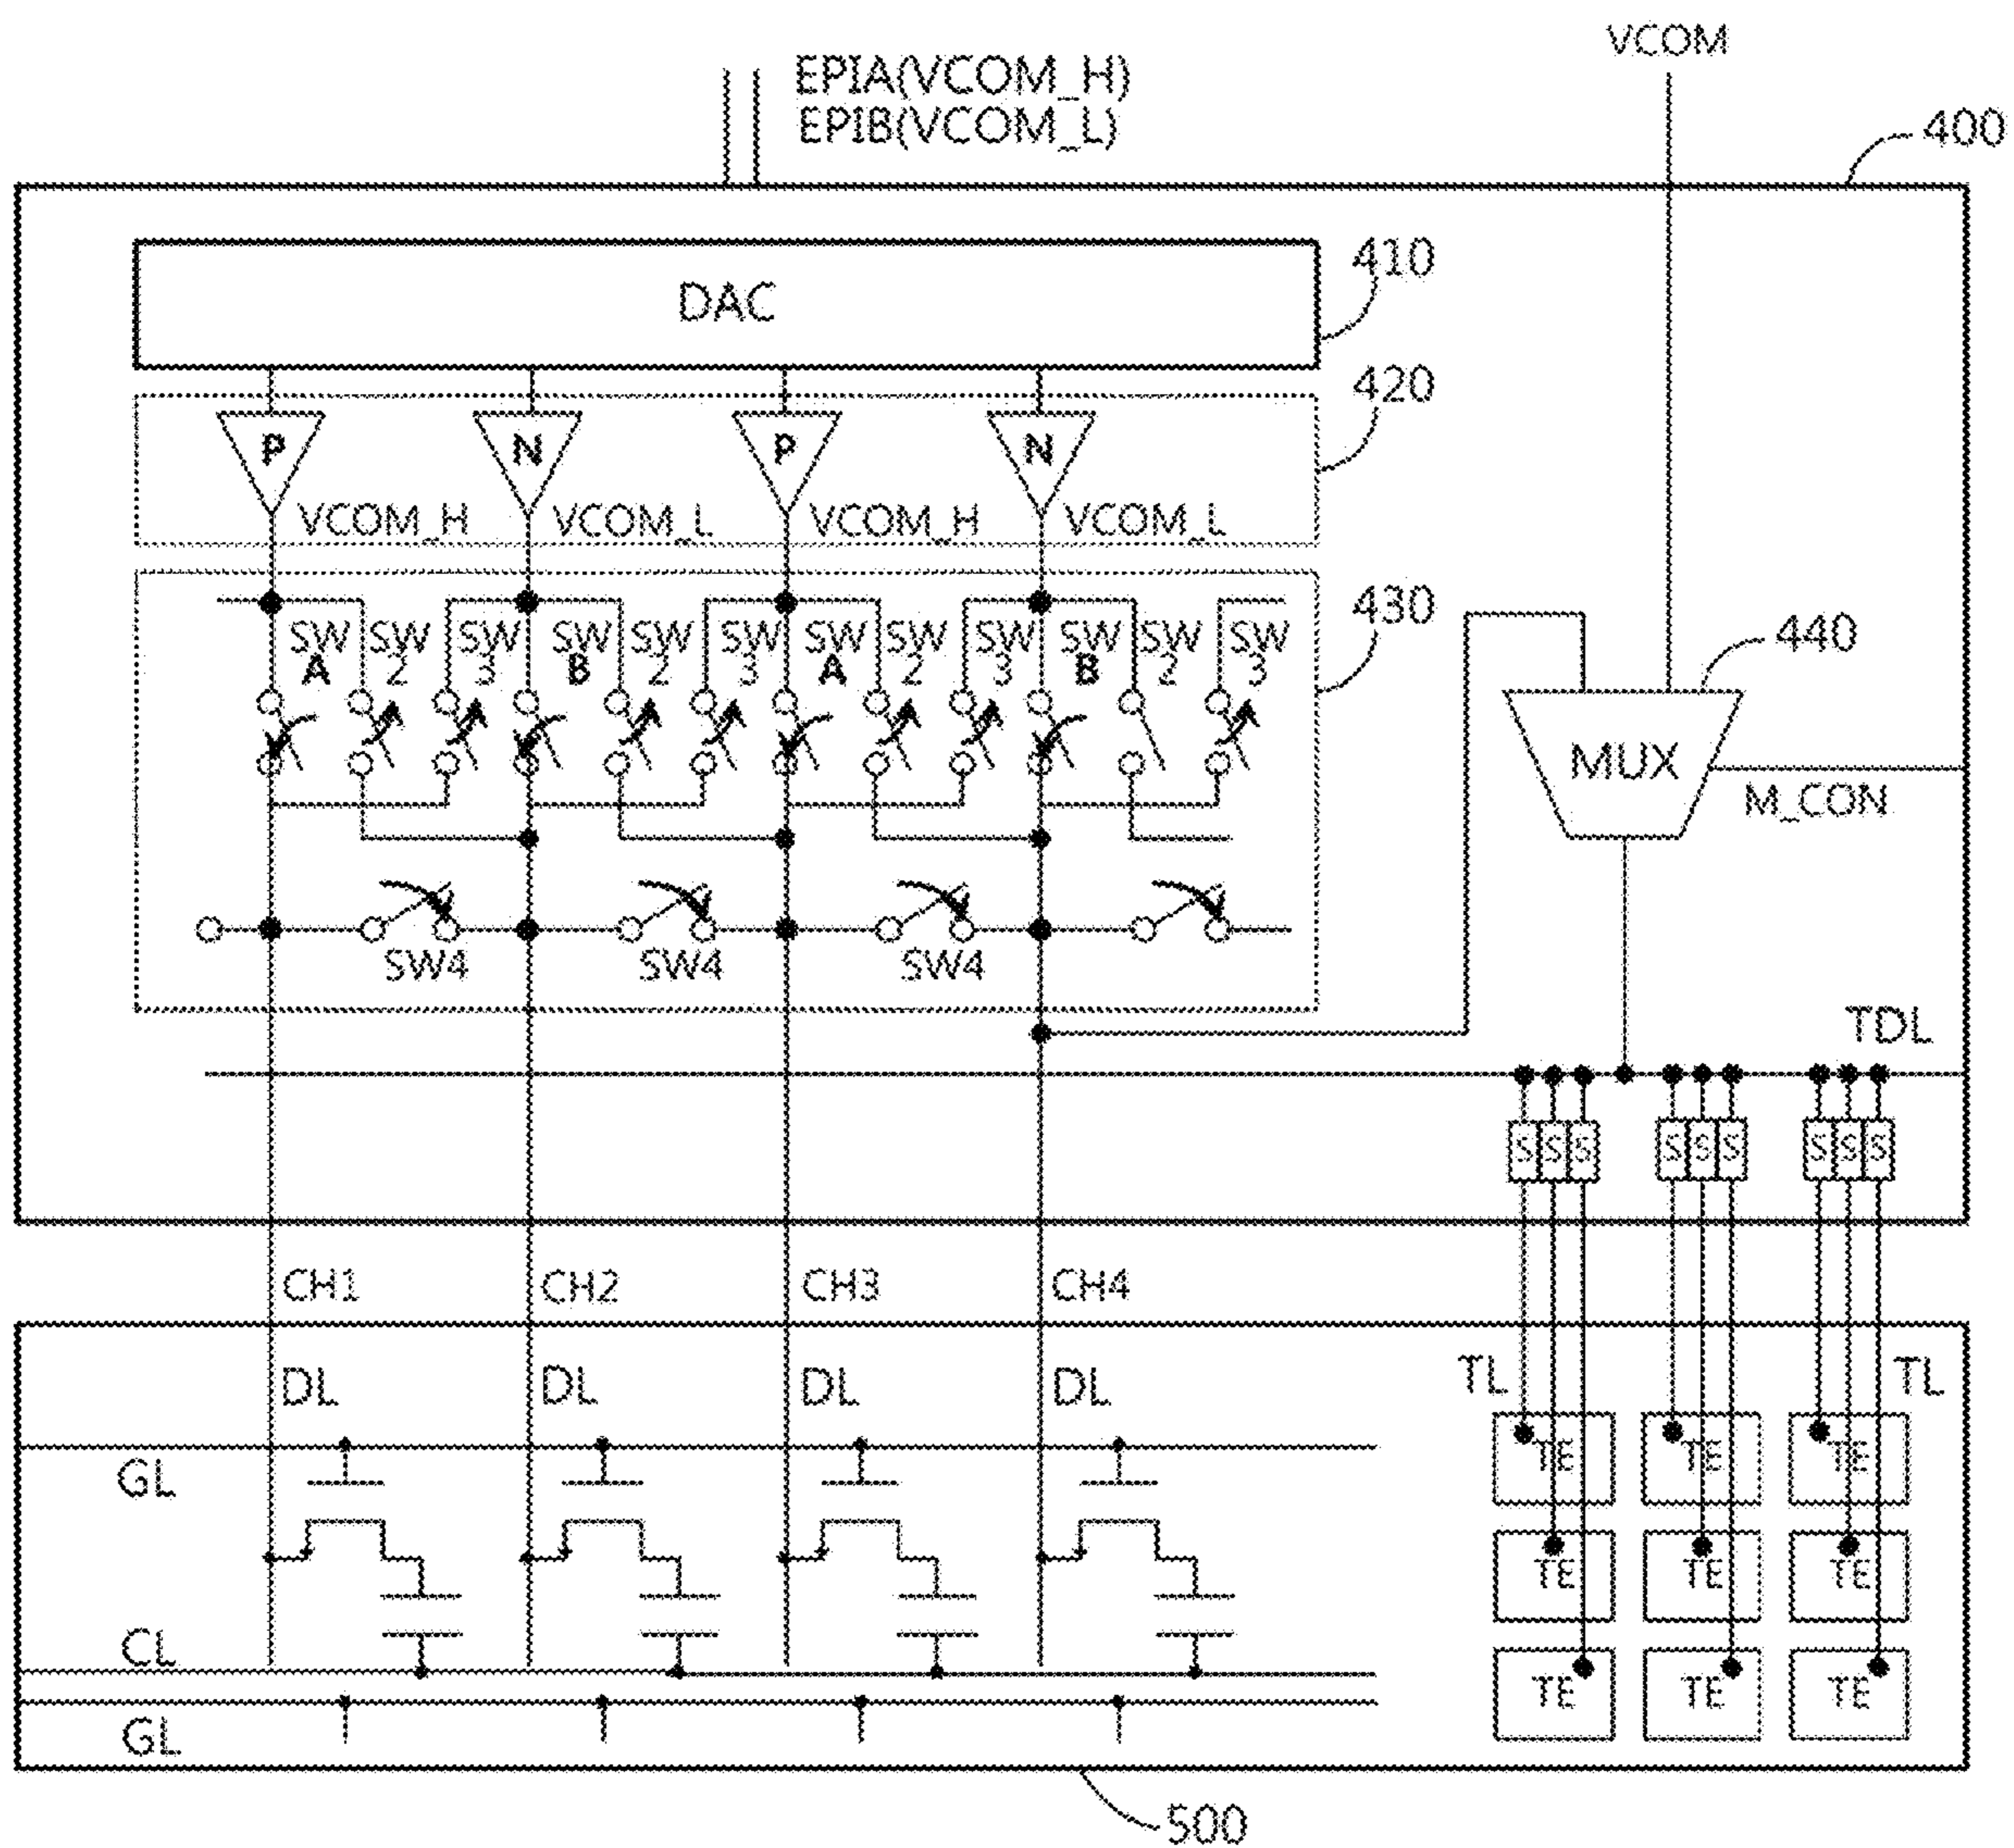 VCOM
EPIA(VCOM_H)
EPIB(VCOM_L)
400
DAC
410
420
P N P N
VCOM_H VCOM_L VCOM_H VCOM_L
430
SW SW SW SW SW SW SW SW SW SW SW SW
A 2 3 B 2 3 A 2 3 B 2 3
440
MUX
M_CON
SW4 SW4 SW4
TDL
S S S S S S S S S
CH1 CH2 CH3 CH4
DL DL DL DL
TL TL
GL
TE TE TE
TE TE TE
CL
TE TE TE
GL
500